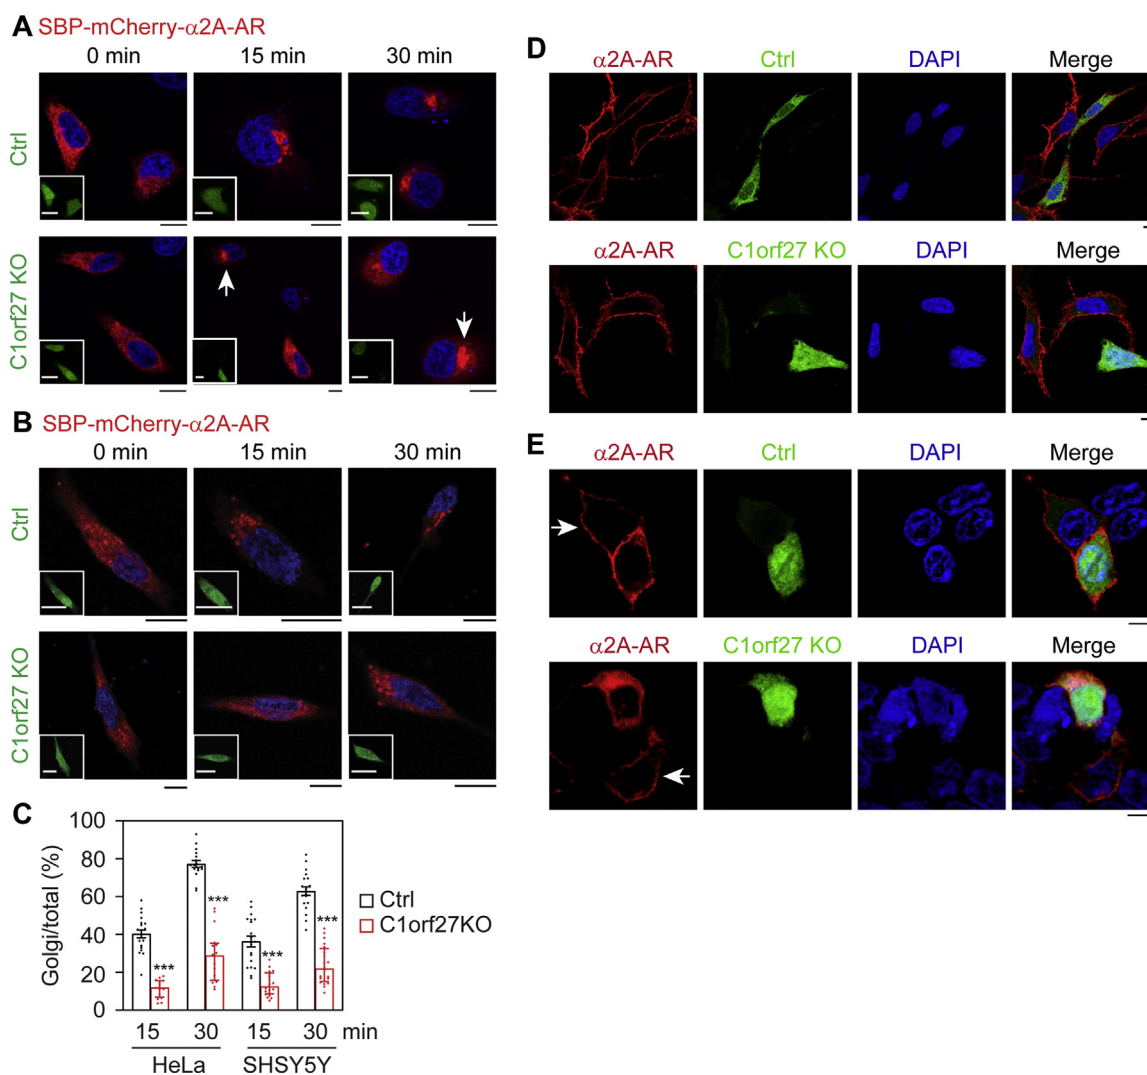 A SBP-mCherry-α2A-AR
0 min 15 min 30 min
Ctrl
C1orf27 KO
B SBP-mCherry-α2A-AR
0 min 15 min 30 min
Ctrl
C1orf27 KO
C
Golgi/total (%)
100
80
60
40
20
0
***
***
***
***
Ctrl
C1orf27KO
15 30 15 30 min
HeLa SHSY5Y
D
α2A-AR Ctrl DAPI Merge
α2A-AR C1orf27 KO DAPI Merge
E
α2A-AR Ctrl DAPI Merge
α2A-AR C1orf27 KO DAPI Merge